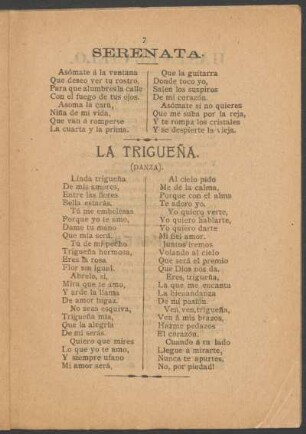 7
SERENATA.
Asómate á la ventana
Que deseo ver tu rostro,
Para que alumbres la calle
Con el fuego de tus ojos.
Asoma la cara,
Niña de mi vida,
Que van á romperse
La cuarta y la prima.
Que la guitarra
Donde toco yo,
Salen los suspiros
De mi corazón.
Asómate si no quieres
Que me suba por la reja,
Y te rompa los cristales
Y se despierte la vieja.
LA TRIGUEÑA.
(DANZA).
Linda trigueña
De mis amores,
Entre las flores
Bella estarás.
Tú me embelesas
Porque yo te amo,
Dame tu mano
Que mía será.
Tú de mi pecho
Trigueña hermosa,
Eres la rosa
Flor sin igual.
Abrele, sí,
Mira que te amo,
Y arde la llama
De amor fugaz.
No seas esquiva,
Trigueña mía,
Que la alegría
De mi serás.
Quiero que mires
Lo que yo te amo,
Y siempre ufano
Mi amor será,
Al cielo pido
Me dé la calma,
Porque con el alma
Te adoro yo.
Yo quiero verte,
Yo quiero hablarte,
Yo quiero darte
Mi fiel amor.
Juntos iremos
Volando al cielo
Que será el premio
Que Dios nos da.
Eres, trigueña,
La que me encanta
La bienandanza
De mi pasión.
Ven, ven, trigueña,
Ven á mis brazos,
Hazme pedazos
El corazón.
Cuando á tu lado
Llegue á mirarte,
Nunca te apartes,
No, por piedad!